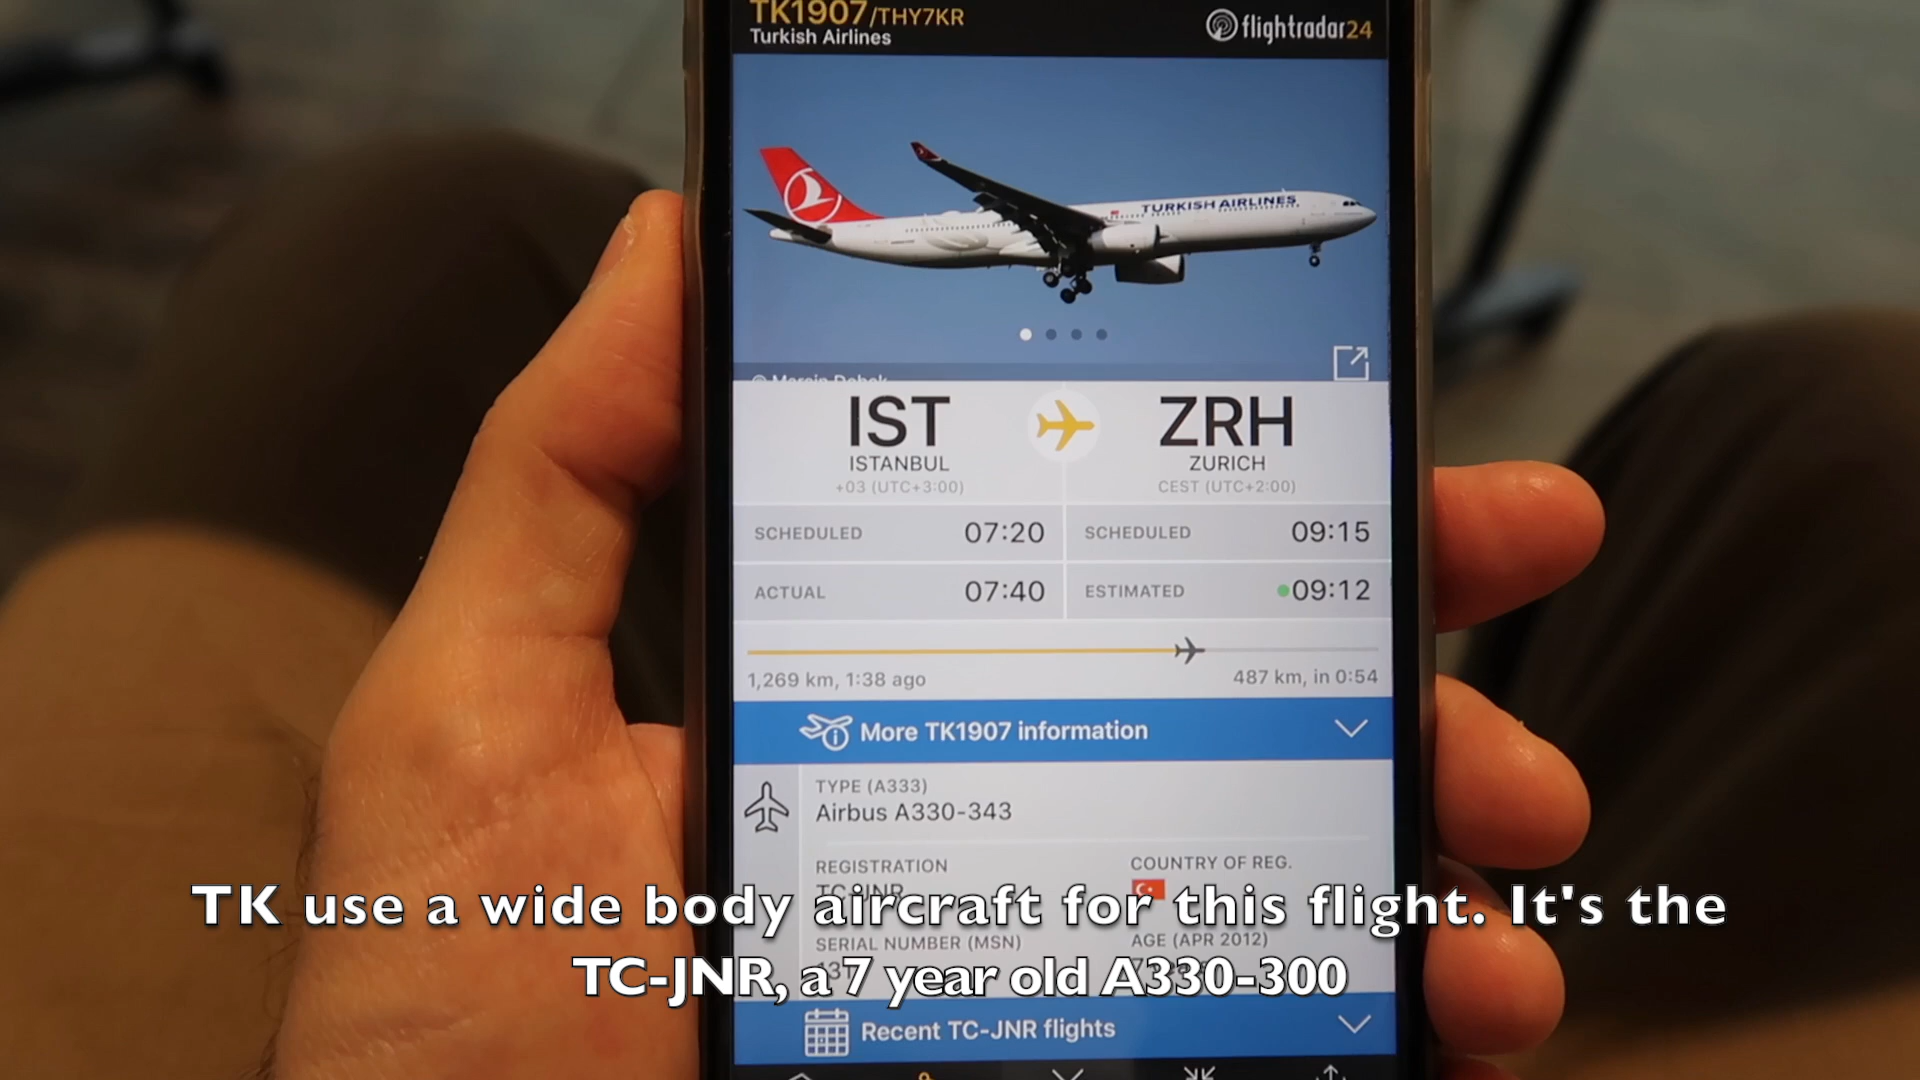 TK1907/THY7KR
Turkish Airlines
flightradar24
TURKISH AIRLINES
IST
ISTANBUL
+03 (UTC+3:00)
ZRH
ZURICH
CEST (UTC+2:00)
SCHEDULED 07:20
SCHEDULED 09:15
ACTUAL 07:40
ESTIMATED 09:12
1,269 km, 1:38 ago
487 km, in 0:54
More TK1907 information
TYPE (A333)
Airbus A330-343
REGISTRATION
TC-JNR
COUNTRY OF REG.
SERIAL NUMBER (MSN)
AGE (APR 2012)
TK use a wide body aircraft for this flight. It's the
TC-JNR, a 7 year old A330-300
Recent TC-JNR flights